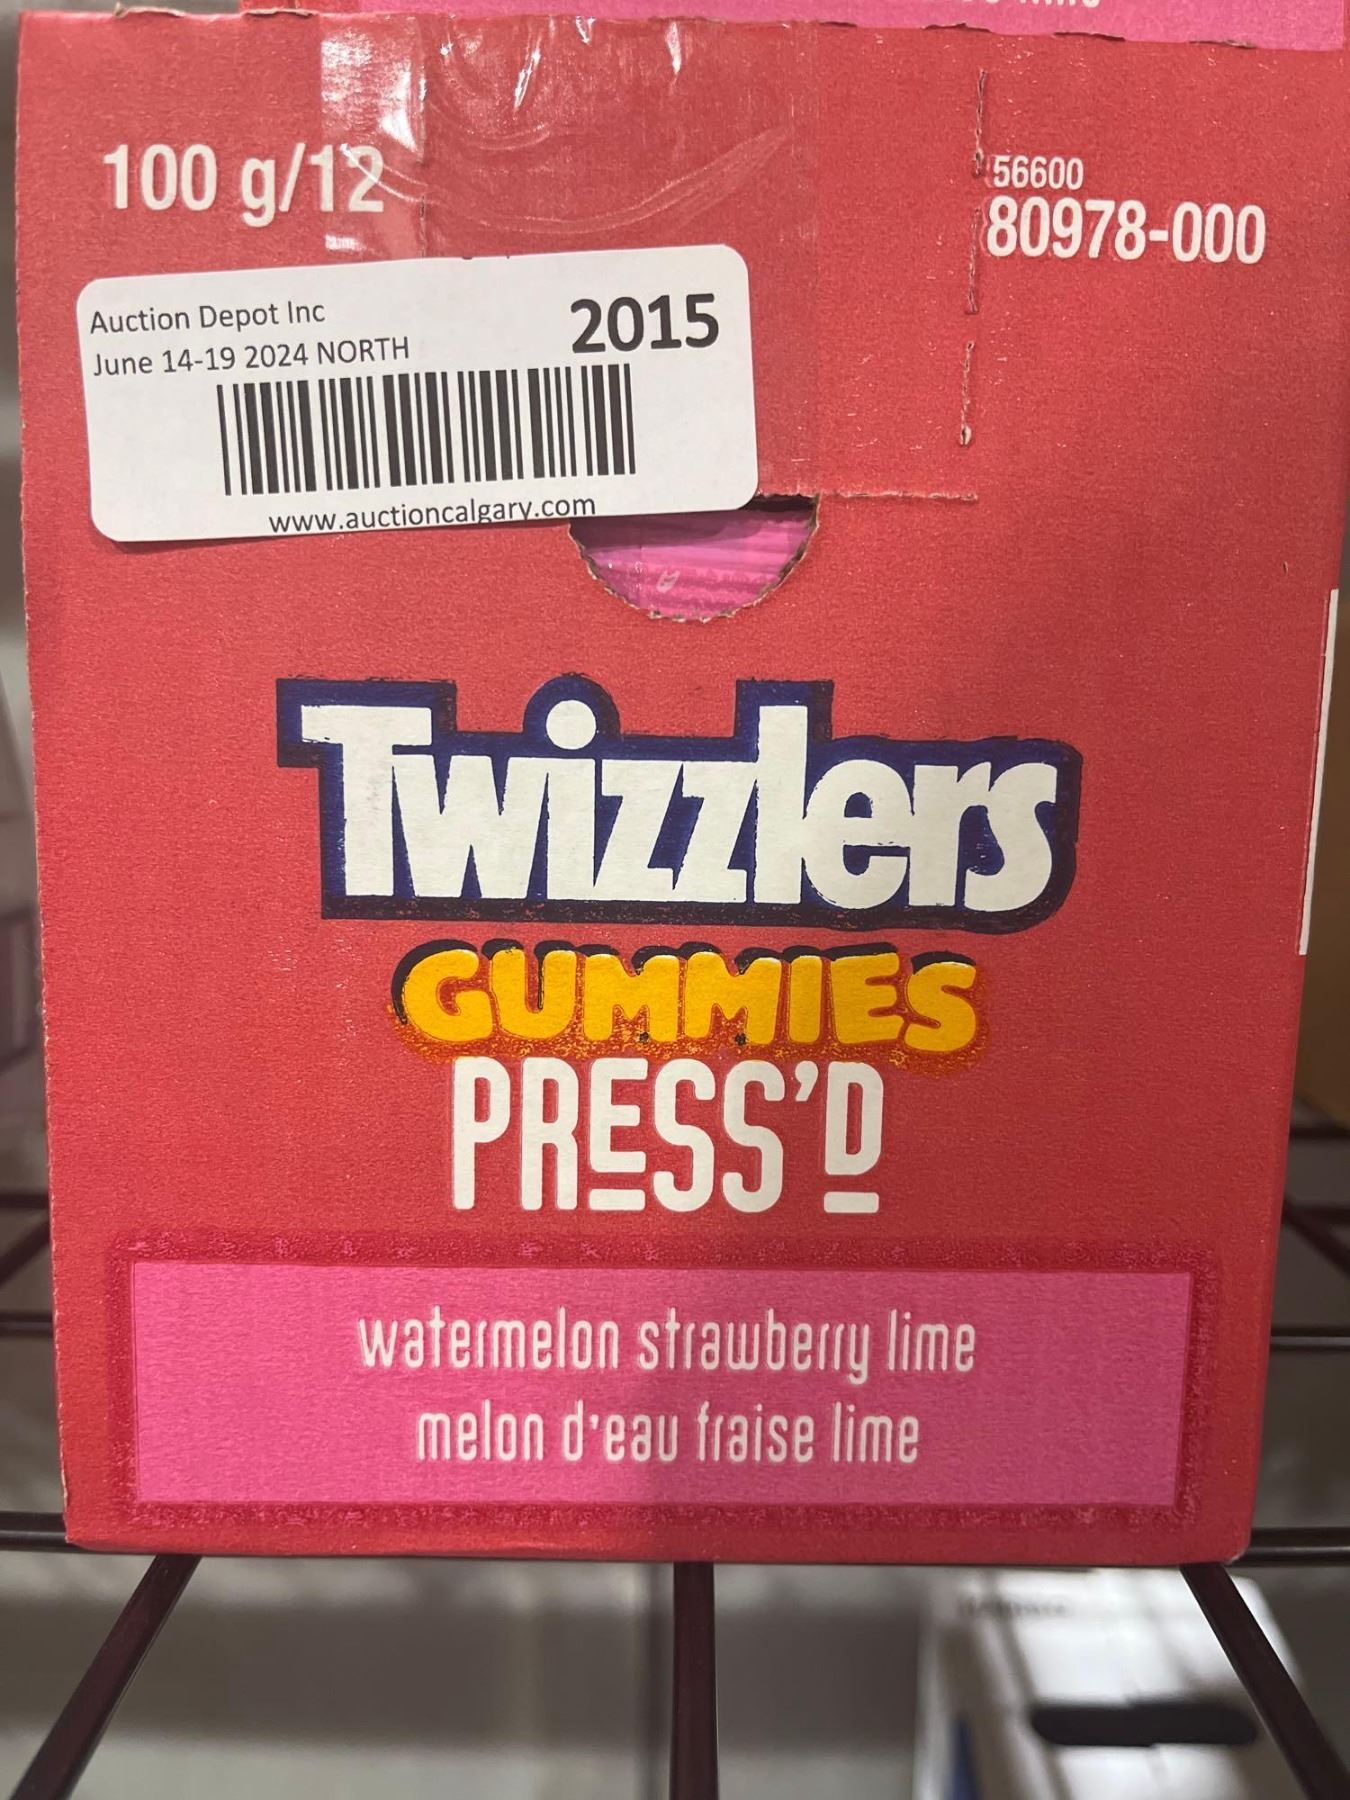 100 g/12
56600
80978-000
Auction Depot Inc
2015
June 14-19 2024 NORTH
www.auctioncalgary.com
Twizzlers
GUMMIES
PRESS'D
watermelon strawberry lime
melon d'eau fraise lime